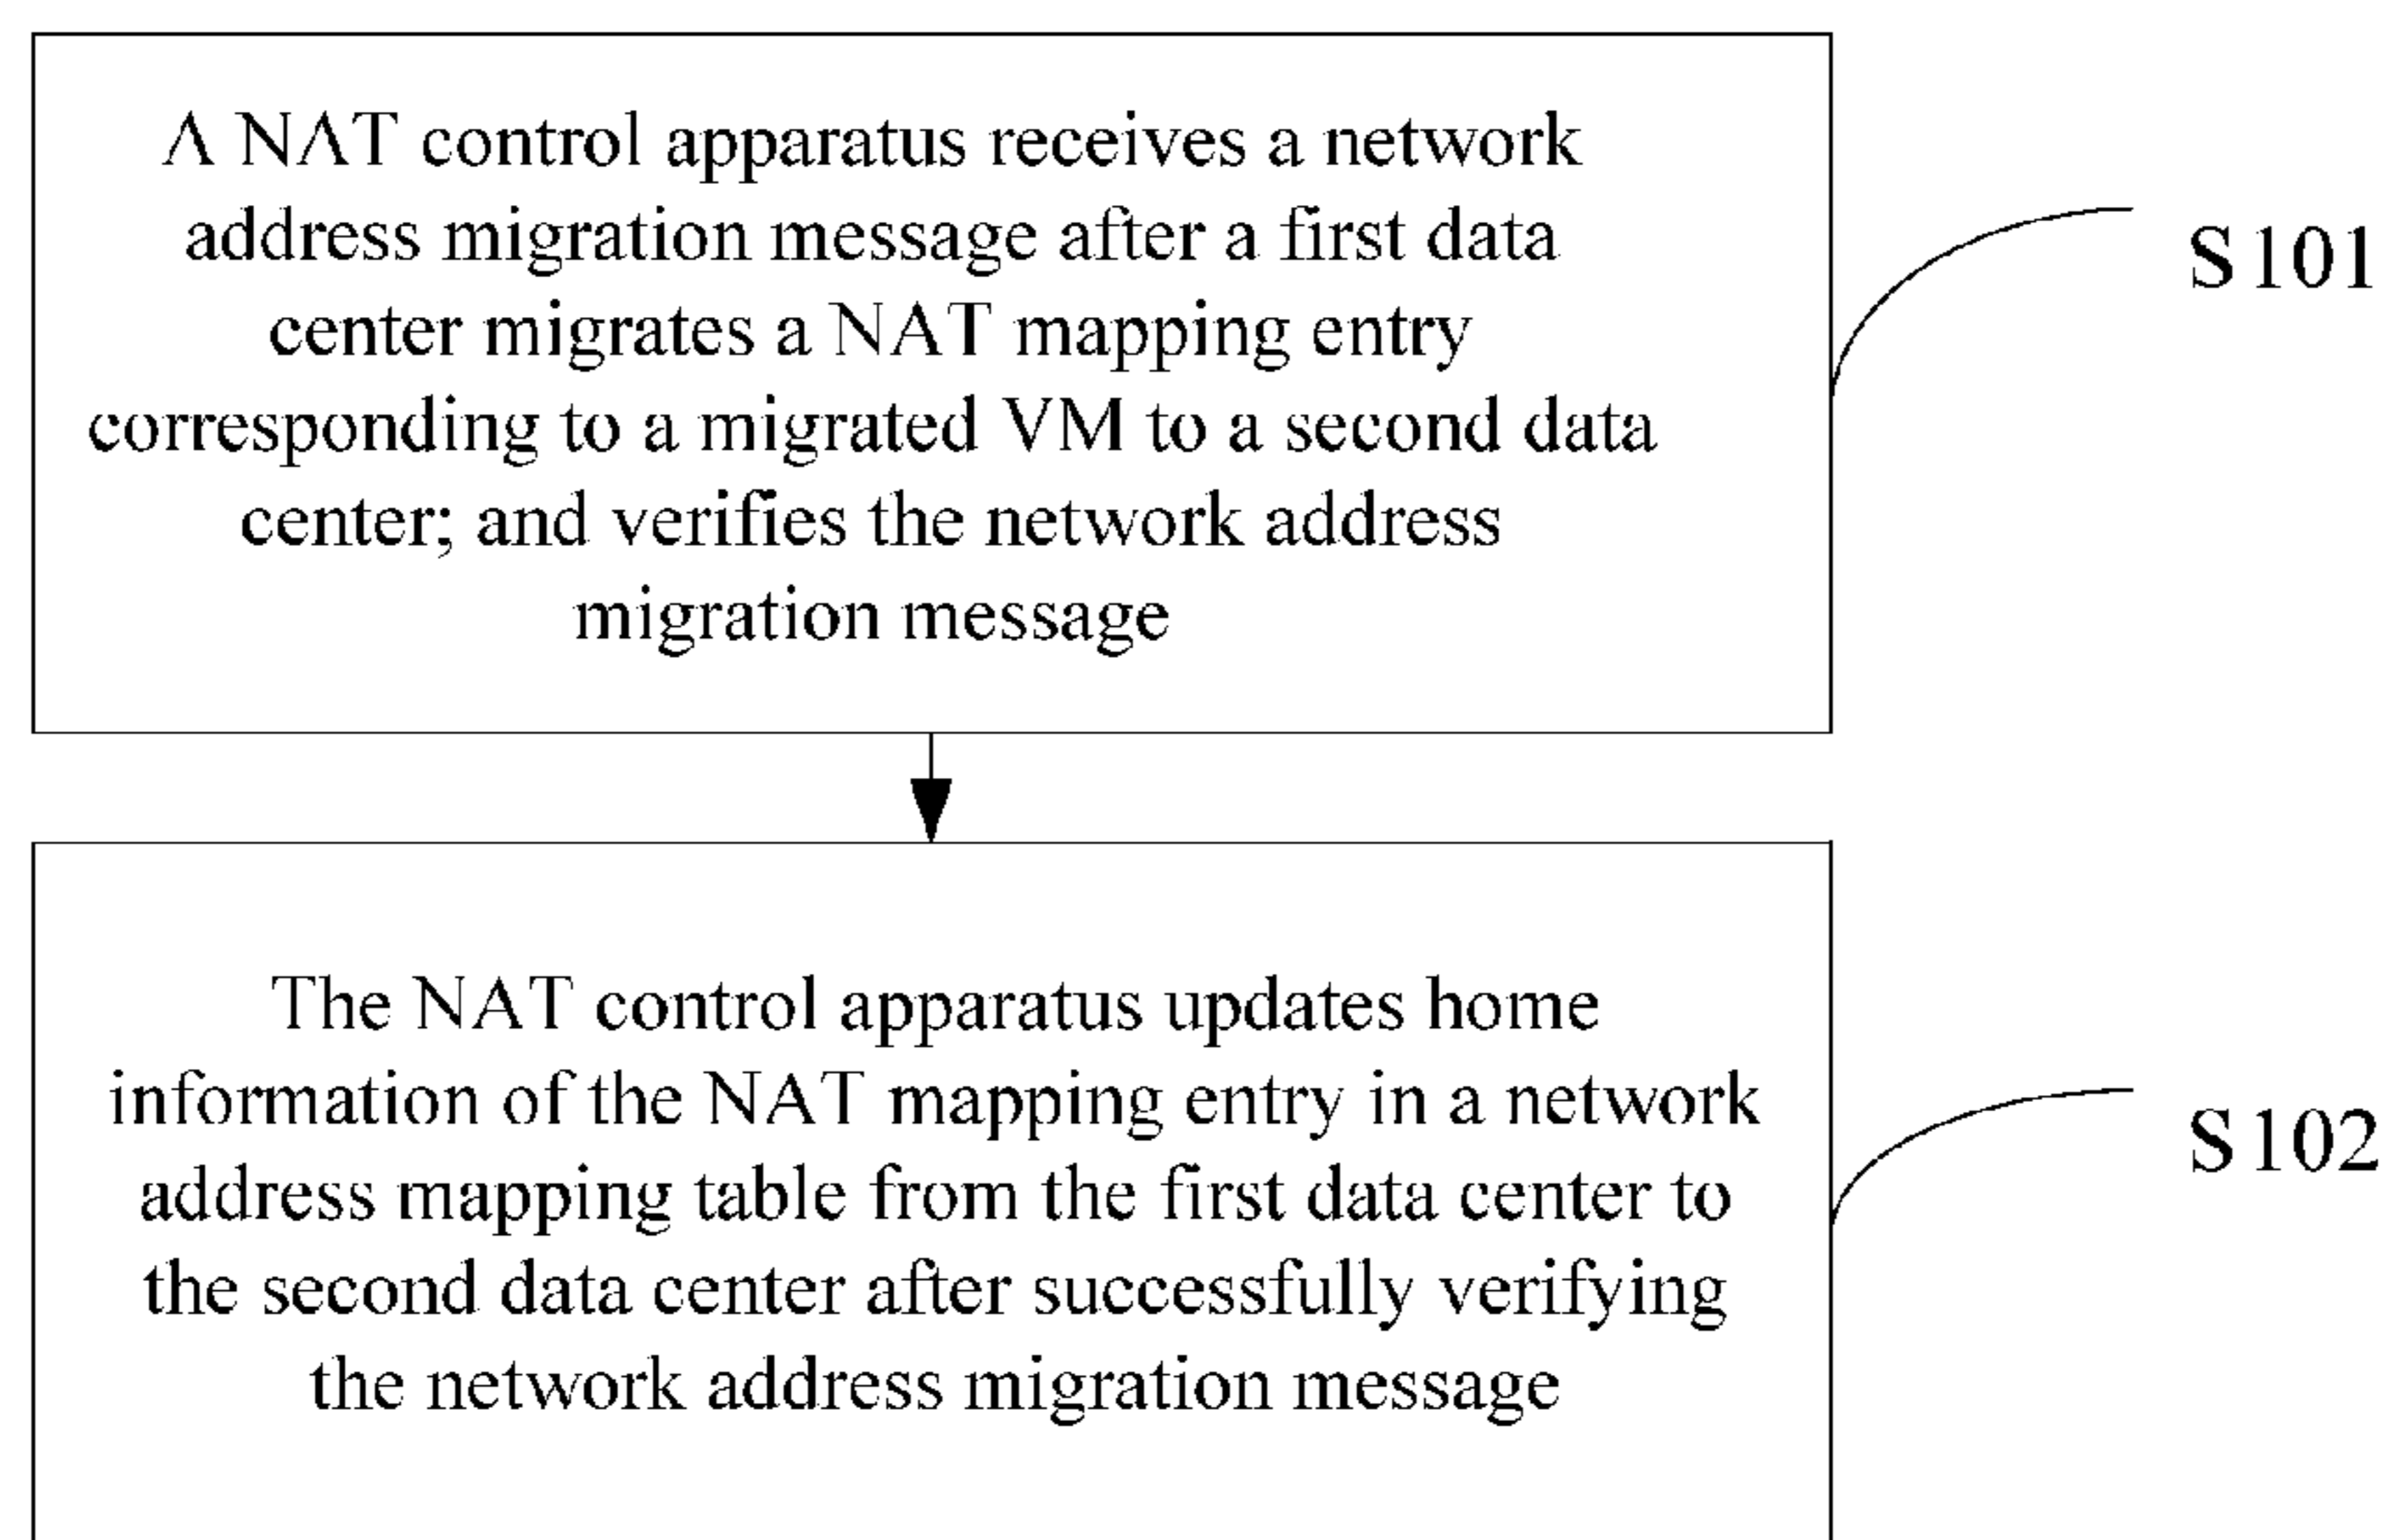 A NAT control apparatus receives a network
address migration message after a first data
center migrates a NAT mapping entry
corresponding to a migrated VM to a second data
center; and verifies the network address
migration message
S101
The NAT control apparatus updates home
information of the NAT mapping entry in a network
address mapping table from the first data center to
the second data center after successfully verifying
the network address migration message
S102